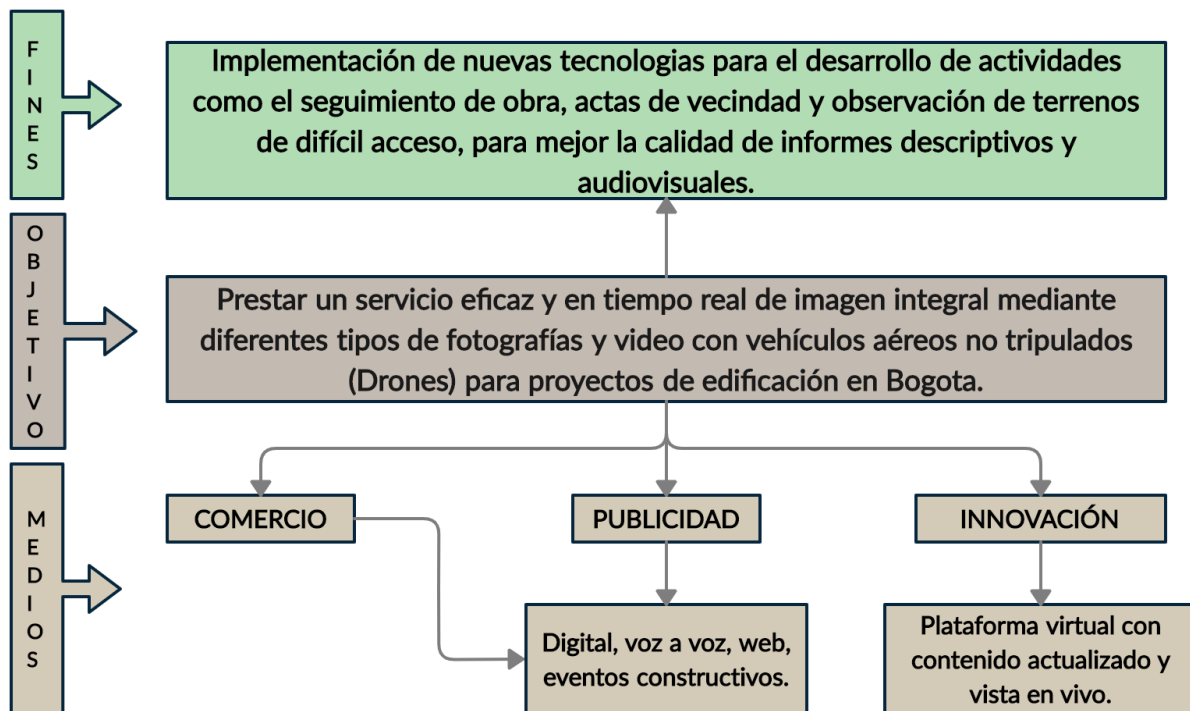 FINES
Implementación de nuevas tecnologias para el desarrollo de actividades
como el seguimiento de obra, actas de vecindad y observación de terrenos
de difícil acceso, para mejor la calidad de informes descriptivos y
audiovisuales.
OBJETIVO
Prestar un servicio eficaz y en tiempo real de imagen integral mediante
diferentes tipos de fotografías y video con vehículos aéreos no tripulados
(Drones) para proyectos de edificación en Bogota.
MEDIOS
COMERCIO
PUBLICIDAD
INNOVACIÓN
Digital, voz a voz, web,
eventos constructivos.
Plataforma virtual con
contenido actualizado y
vista en vivo.